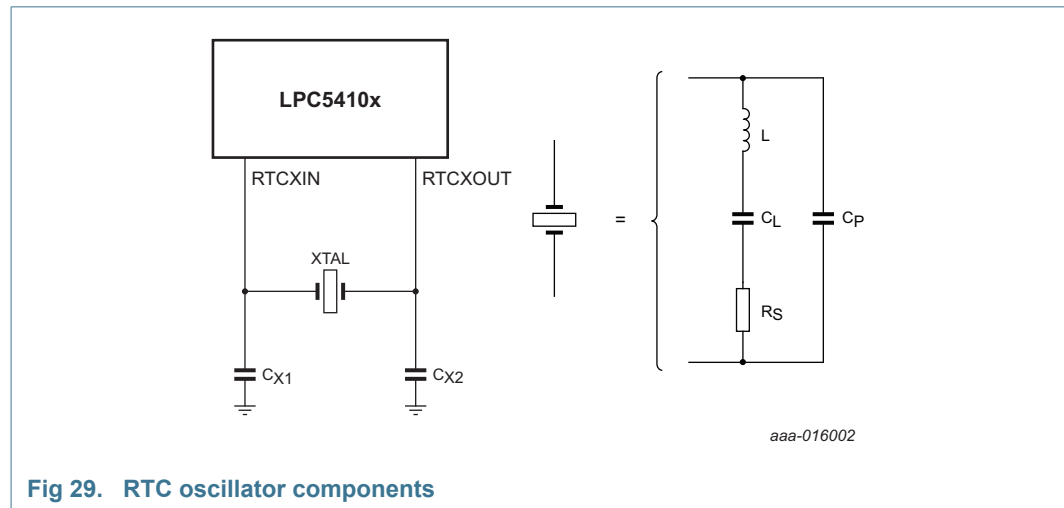 LPC5410x
RTCXIN
RTCXOUT
XTAL
CX1
CX2
=
L
CL
CP
RS
aaa-016002
Fig 29. RTC oscillator components